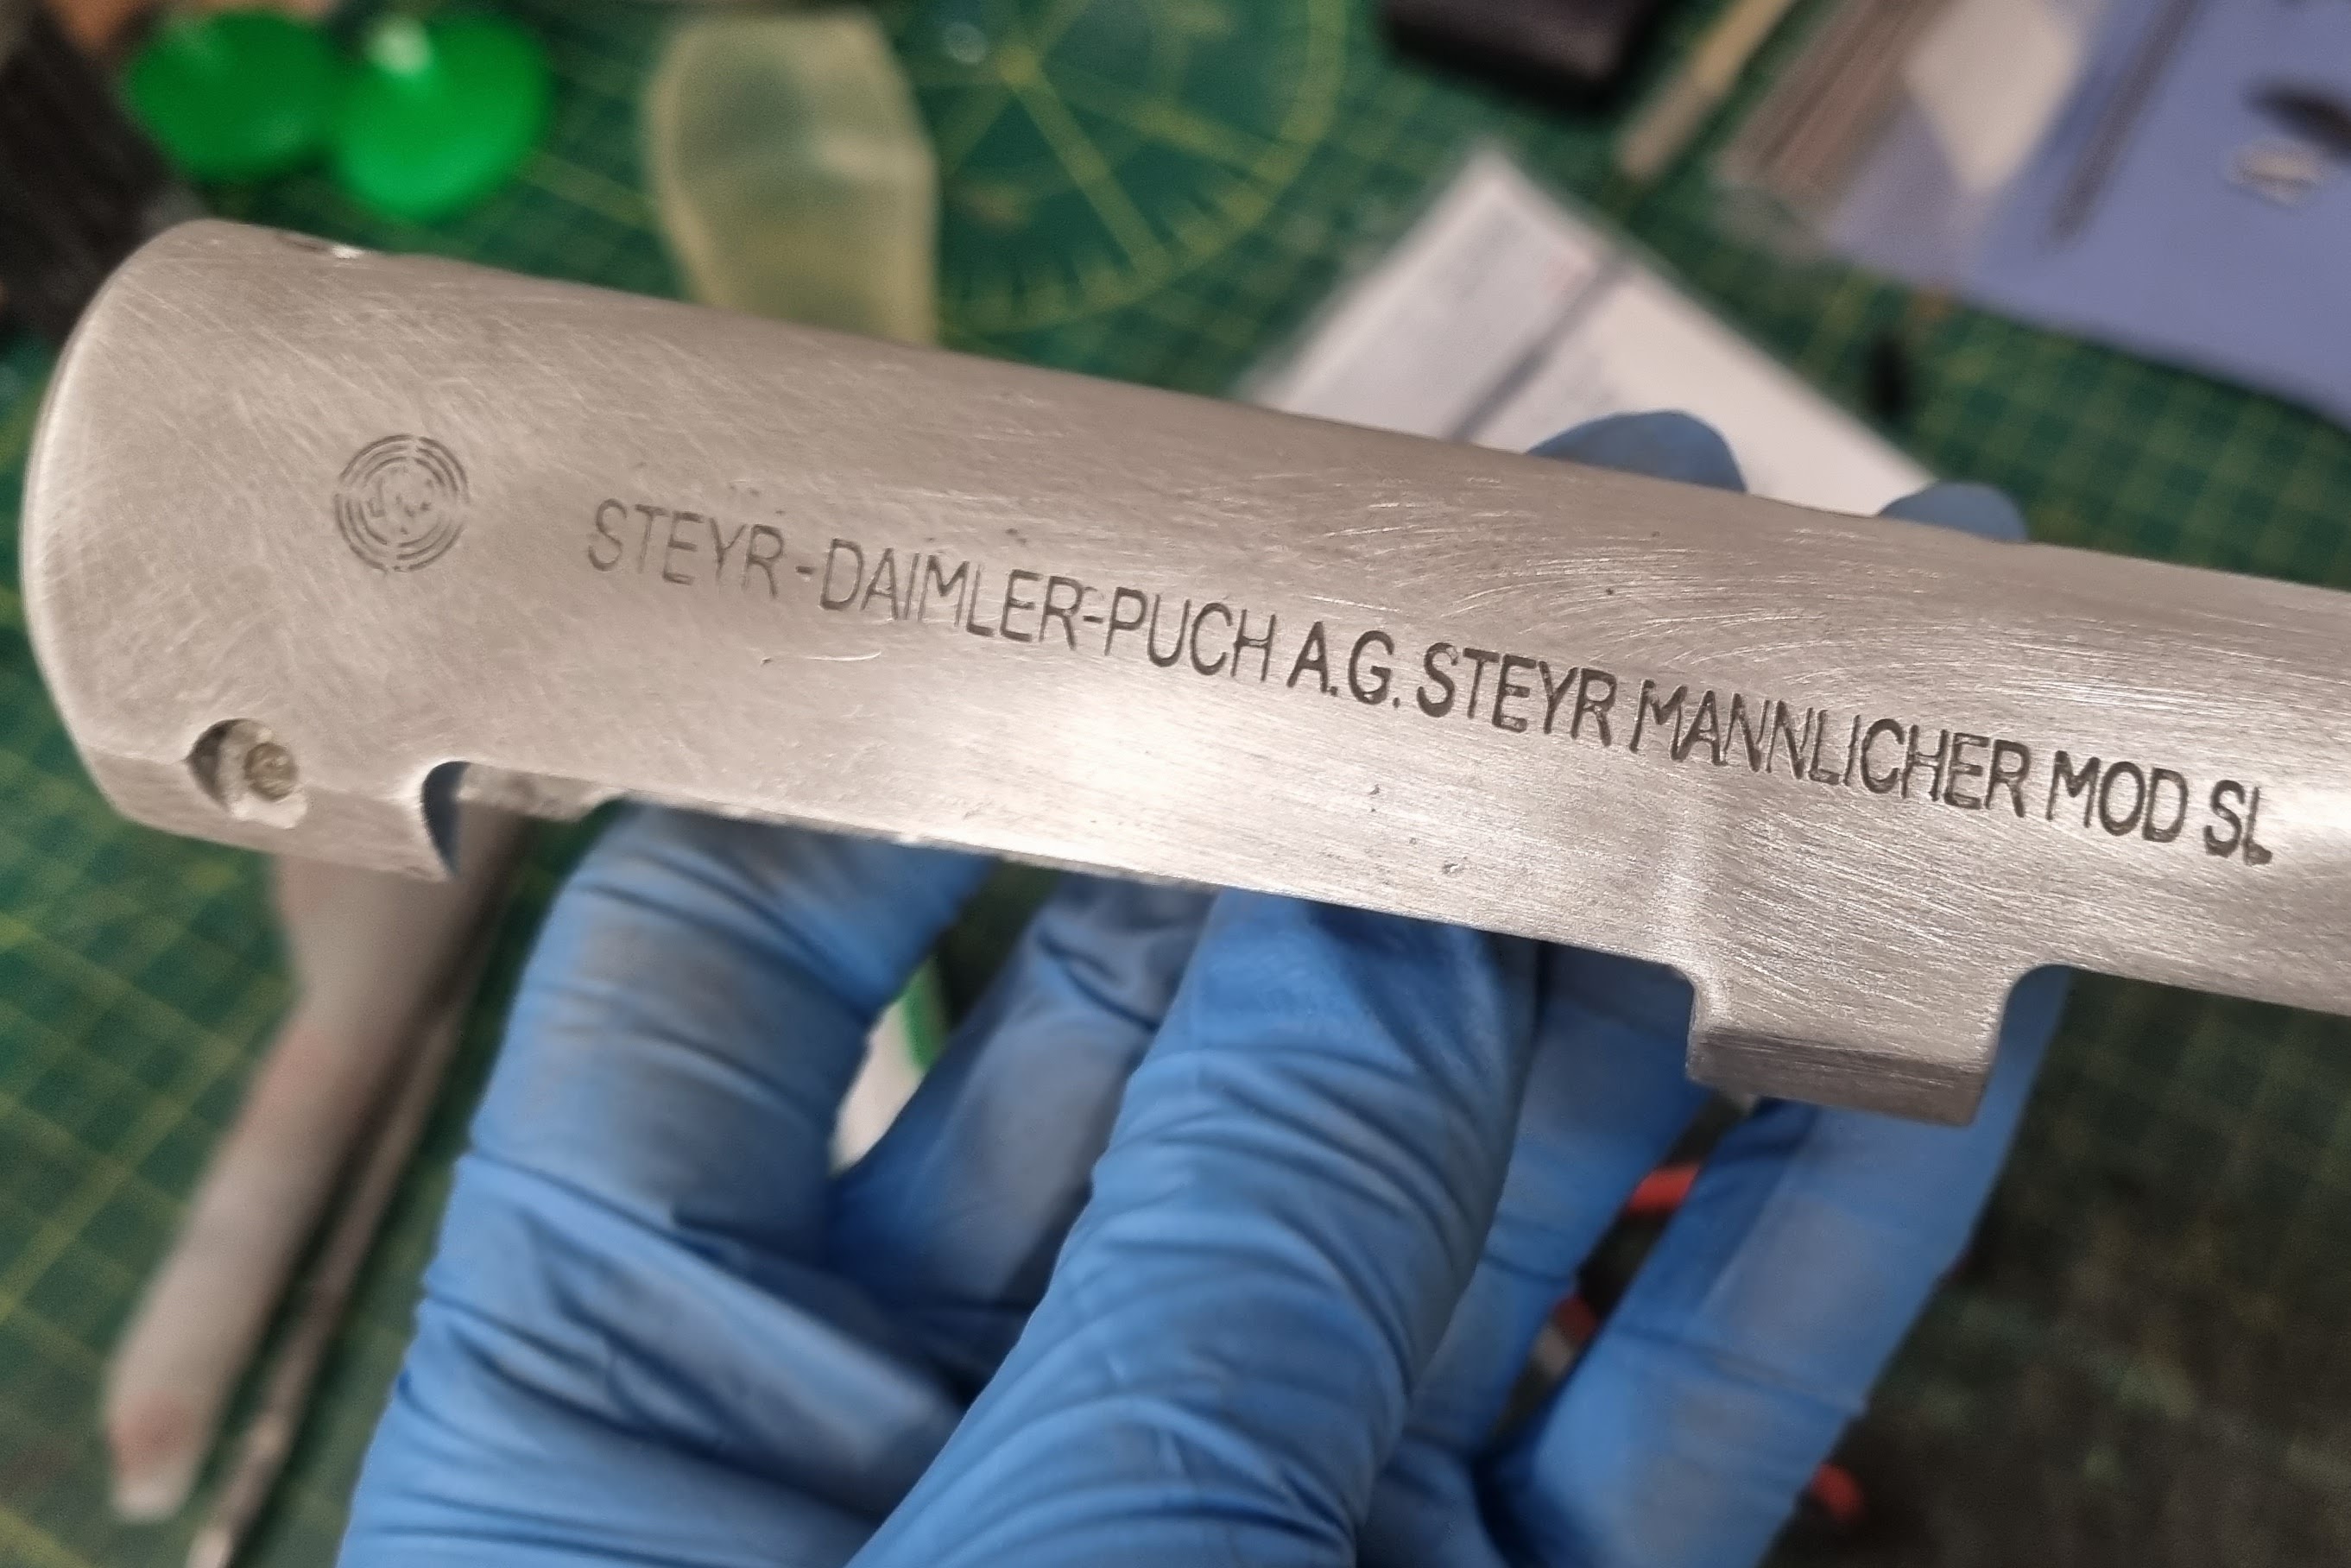 STEYR-DAIMLER-PUCH A.G. STEYR MANNLICHER MOD SL